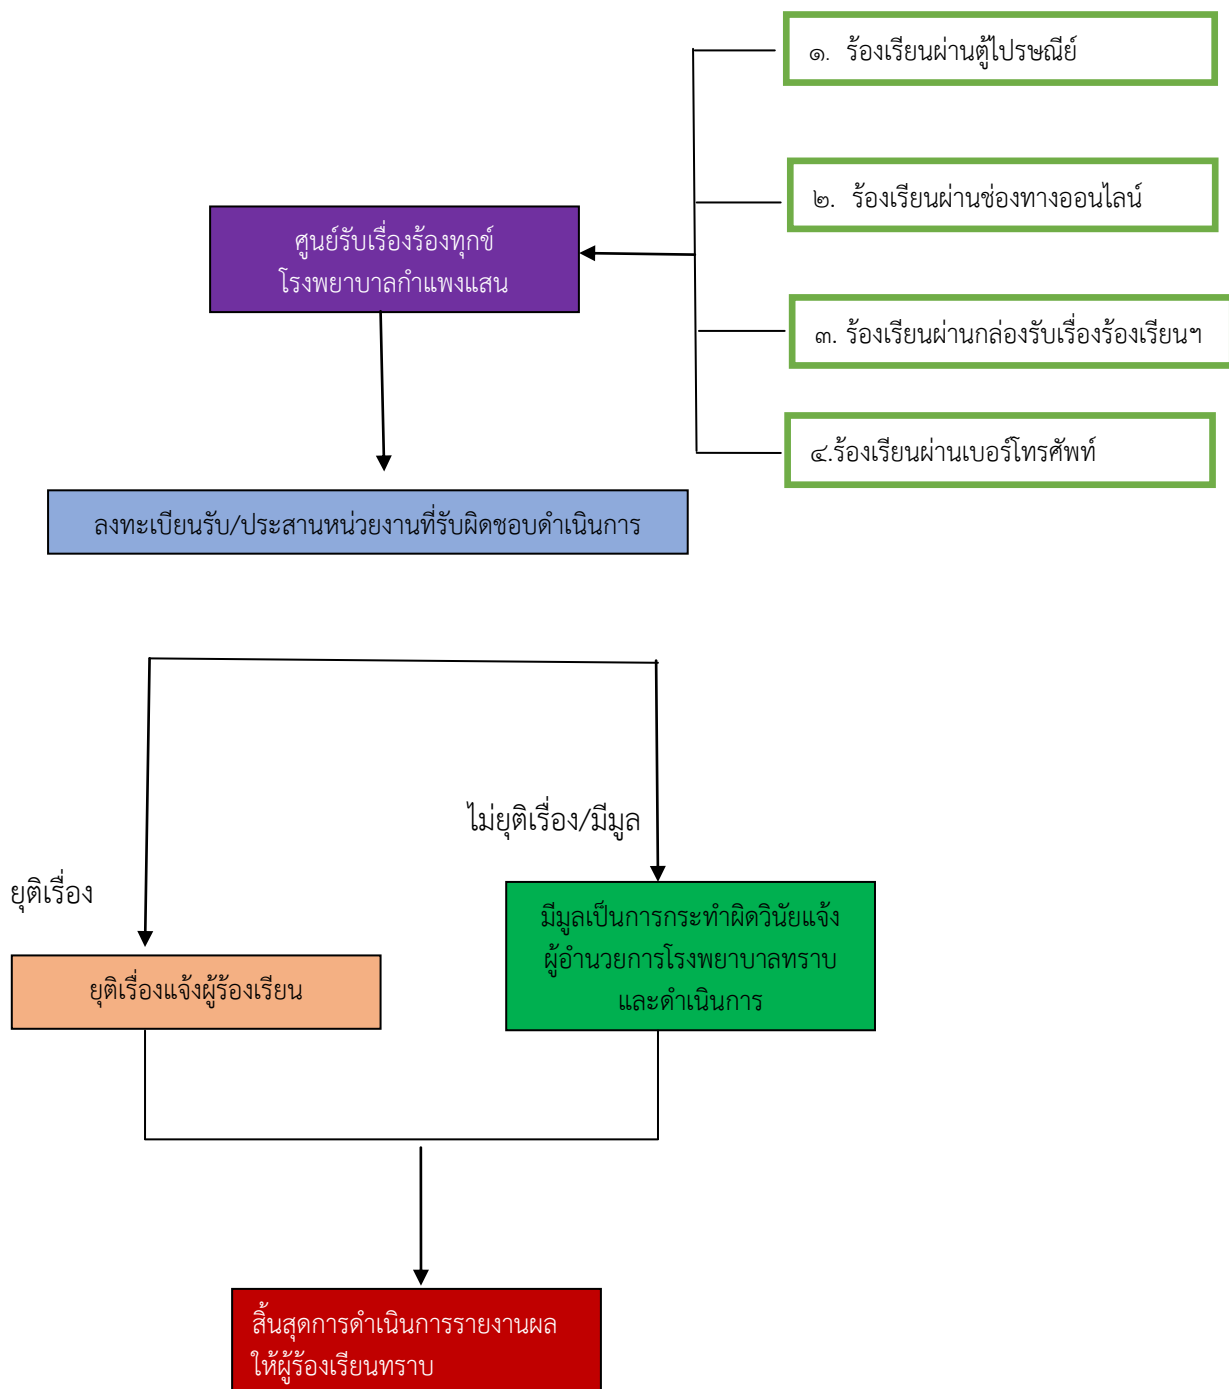 ๑. ร้องเรียนผ่านตู้ไปรษณีย์
๒. ร้องเรียนผ่านช่องทางออนไลน์
ศูนย์รับเรื่องร้องทุกข์
โรงพยาบาลกำแพงแสน
๓. ร้องเรียนผ่านกล่องรับเรื่องร้องเรียนฯ
๔.ร้องเรียนผ่านเบอร์โทรศัพท์
ลงทะเบียนรับ/ประสานหน่วยงานที่รับผิดชอบดำเนินการ
ไม่ยุติเรื่อง/มีมูล
ยุติเรื่อง
มีมูลเป็นการกระทำผิดวินัยแจ้ง
ผู้อำนวยการโรงพยาบาลทราบ
และดำเนินการ
ยุติเรื่องแจ้งผู้ร้องเรียน
สิ้นสุดการดำเนินการรายงานผล
ให้ผู้ร้องเรียนทราบ